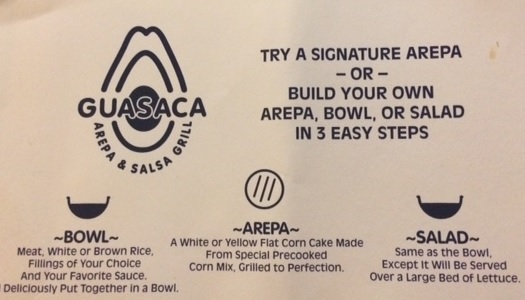 GUASACA
AREPA & SALSA GRILL
TRY A SIGNATURE AREPA
– OR –
BUILD YOUR OWN
AREPA, BOWL, OR SALAD
IN 3 EASY STEPS
~BOWL~
Meat, White or Brown Rice,
Fillings of Your Choice
And Your Favorite Sauce.
Deliciously Put Together in a Bowl.
~AREPA~
A White or Yellow Flat Corn Cake Made
From Special Precooked
Corn Mix, Grilled to Perfection.
~SALAD~
Same as the Bowl,
Except It Will Be Served
Over a Large Bed of Lettuce.